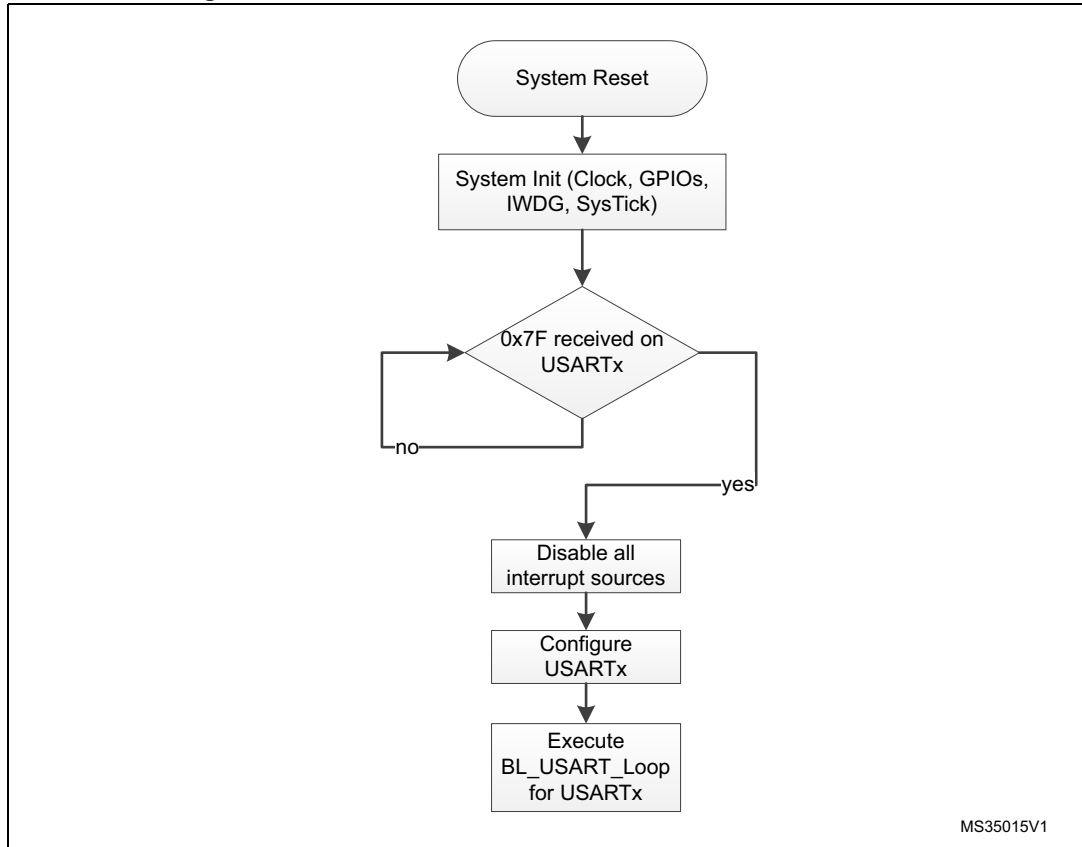 System Reset
System Init (Clock, GPIOs,
IWDG, SysTick)
0x7F received on
USARTx
no
yes
Disable all
interrupt sources
Configure
USARTx
Execute
BL_USART_Loop
for USARTx
MS35015V1